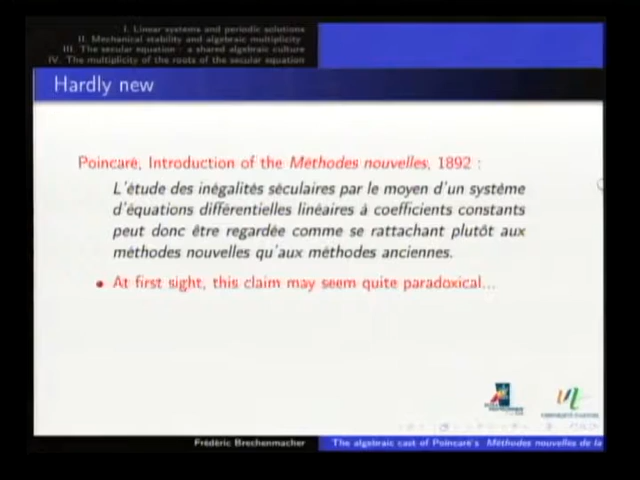 I. Linear systems and periodic solutions
II. Mechanical stability and algebraic multiplicity
III. The secular equation : a shared algebraic culture
IV. The multiplicity of the roots of the secular equation
Hardly new
Poincaré, Introduction of the Méthodes nouvelles, 1892 :
L'étude des inégalités séculaires par le moyen d'un système
d'équations différentielles linéaires à coefficients constants
peut donc être regardée comme se rattachant plutôt aux
méthodes nouvelles qu'aux méthodes anciennes.
At first sight, this claim may seem quite paradoxical...
Frédéric Brechenmacher
The algebraic cast of Poincaré's Méthodes nouvelles de la